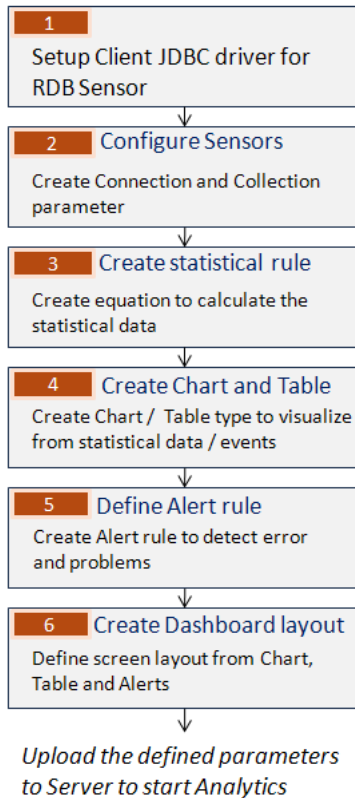 1
Setup Client JDBC driver for
RDB Sensor
2 Configure Sensors
Create Connection and Collection
parameter
3 Create statistical rule
Create equation to calculate the
statistical data
4 Create Chart and Table
Create Chart / Table type to visualize
from statistical data / events
5 Define Alert rule
Create Alert rule to detect error
and problems
6 Create Dashboard layout
Define screen layout from Chart,
Table and Alerts
Upload the defined parameters
to Server to start Analytics